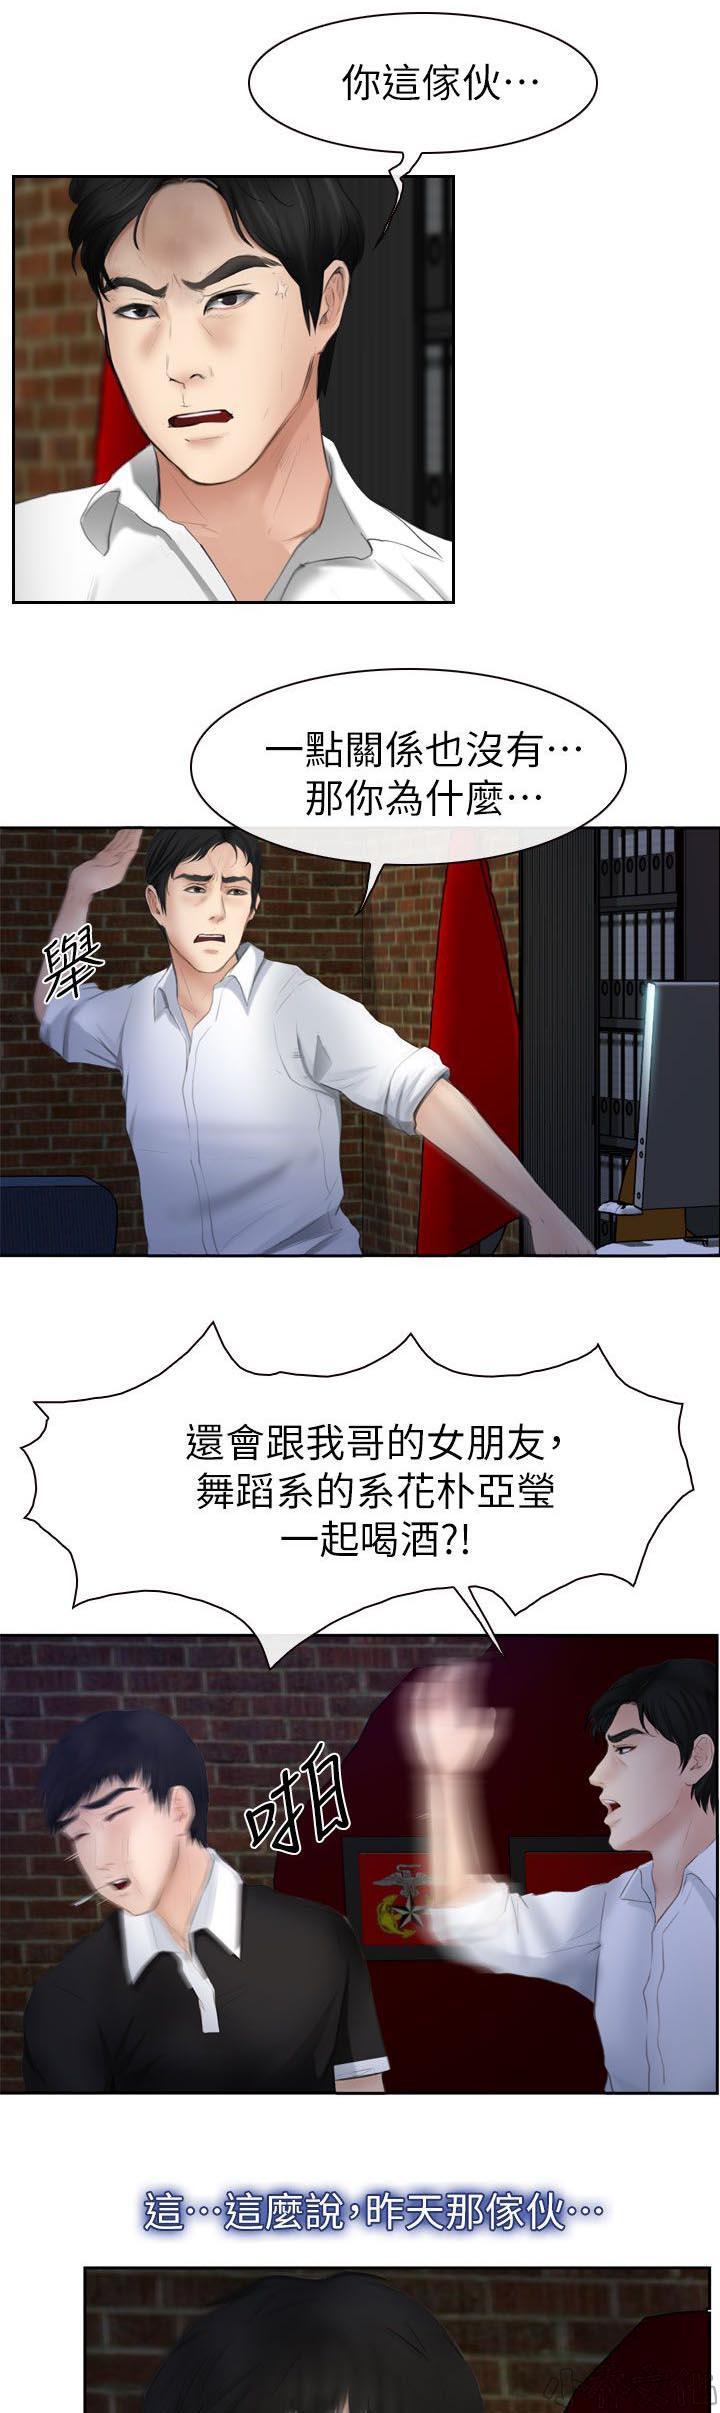 你這傢伙…
一點關係也沒有…
那你為什麼…
舉
還會跟我哥的女朋友，
舞蹈系的系花朴亞瑩
一起喝酒?!
啪
這…這麼說，昨天那傢伙…